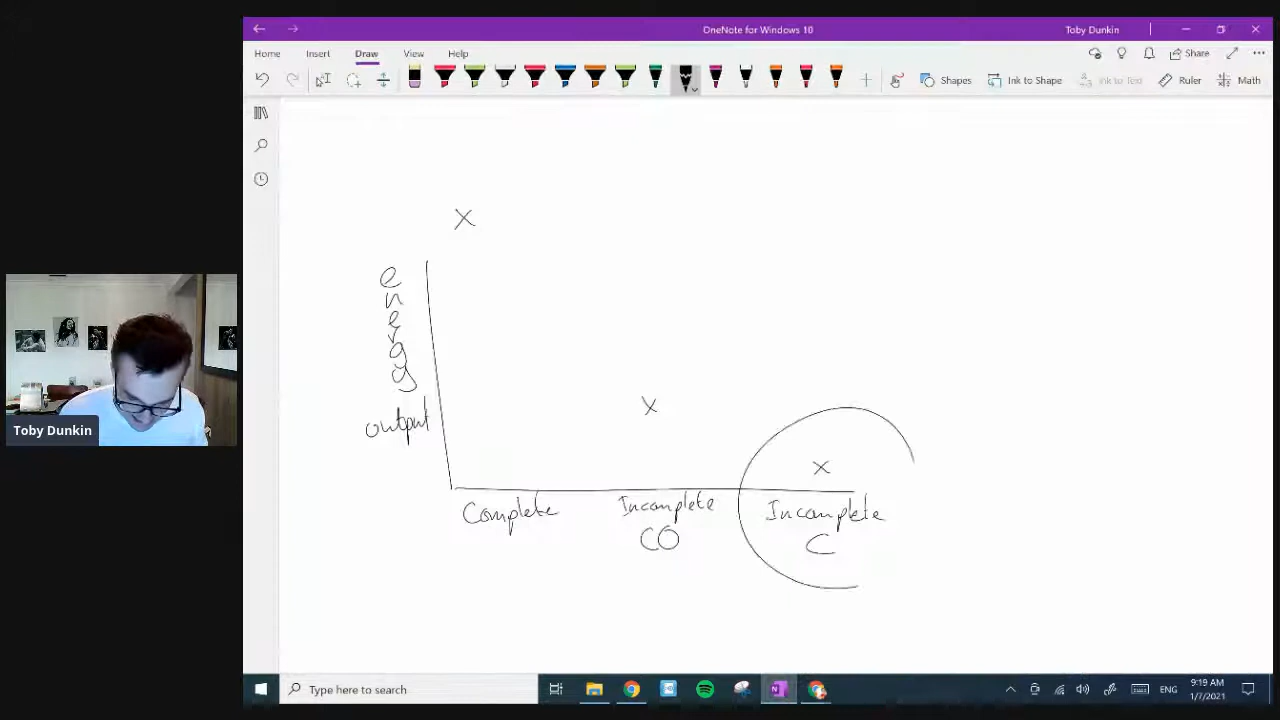 OneNote for Windows 10
Toby Dunkin
Home Insert Draw View Help
Share
Shapes Ink to Shape Ink to Text Ruler Math
X
energy
output
X
X
Complete Incomplete Incomplete
CO C
Toby Dunkin
Type here to search
ENG
9:19 AM
1/7/2021